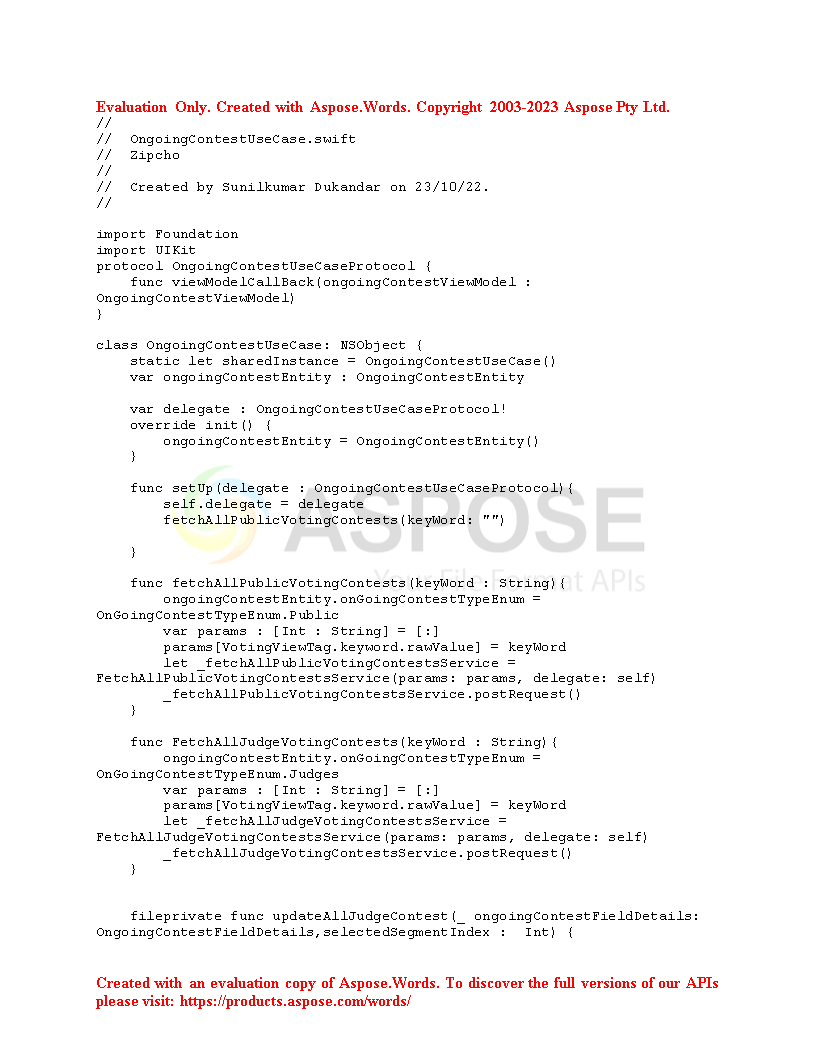 Evaluation Only. Created with Aspose.Words. Copyright 2003-2023 Aspose Pty Ltd.
//
//  OngoingContestUseCase.swift
//  Zipcho
//
//  Created by Sunilkumar Dukandar on 23/10/22.
//

import Foundation
import UIKit
protocol OngoingContestUseCaseProtocol {
    func viewModelCallBack(ongoingContestViewModel :
OngoingContestViewModel)
}

class OngoingContestUseCase: NSObject {
    static let sharedInstance = OngoingContestUseCase()
    var ongoingContestEntity : OngoingContestEntity

    var delegate : OngoingContestUseCaseProtocol!
    override init() {
        ongoingContestEntity = OngoingContestEntity()
    }

    func setUp(delegate : OngoingContestUseCaseProtocol){
        self.delegate = delegate
        fetchAllPublicVotingContests(keyWord: "")
ASPOSE
    }
Your File Format APIs
    func fetchAllPublicVotingContests(keyWord : String){
        ongoingContestEntity.onGoingContestTypeEnum =
OnGoingContestTypeEnum.Public
        var params : [Int : String] = [:]
        params[VotingViewTag.keyword.rawValue] = keyWord
        let _fetchAllPublicVotingContestsService =
FetchAllPublicVotingContestsService(params: params, delegate: self)
        _fetchAllPublicVotingContestsService.postRequest()
    }

    func FetchAllJudgeVotingContests(keyWord : String){
        ongoingContestEntity.onGoingContestTypeEnum =
OnGoingContestTypeEnum.Judges
        var params : [Int : String] = [:]
        params[VotingViewTag.keyword.rawValue] = keyWord
        let _fetchAllJudgeVotingContestsService =
FetchAllJudgeVotingContestsService(params: params, delegate: self)
        _fetchAllJudgeVotingContestsService.postRequest()
    }


    fileprivate func updateAllJudgeContest(_ ongoingContestFieldDetails:
OngoingContestFieldDetails,selectedSegmentIndex :  Int) {

Created with an evaluation copy of Aspose.Words. To discover the full versions of our APIs
please visit: https://products.aspose.com/words/